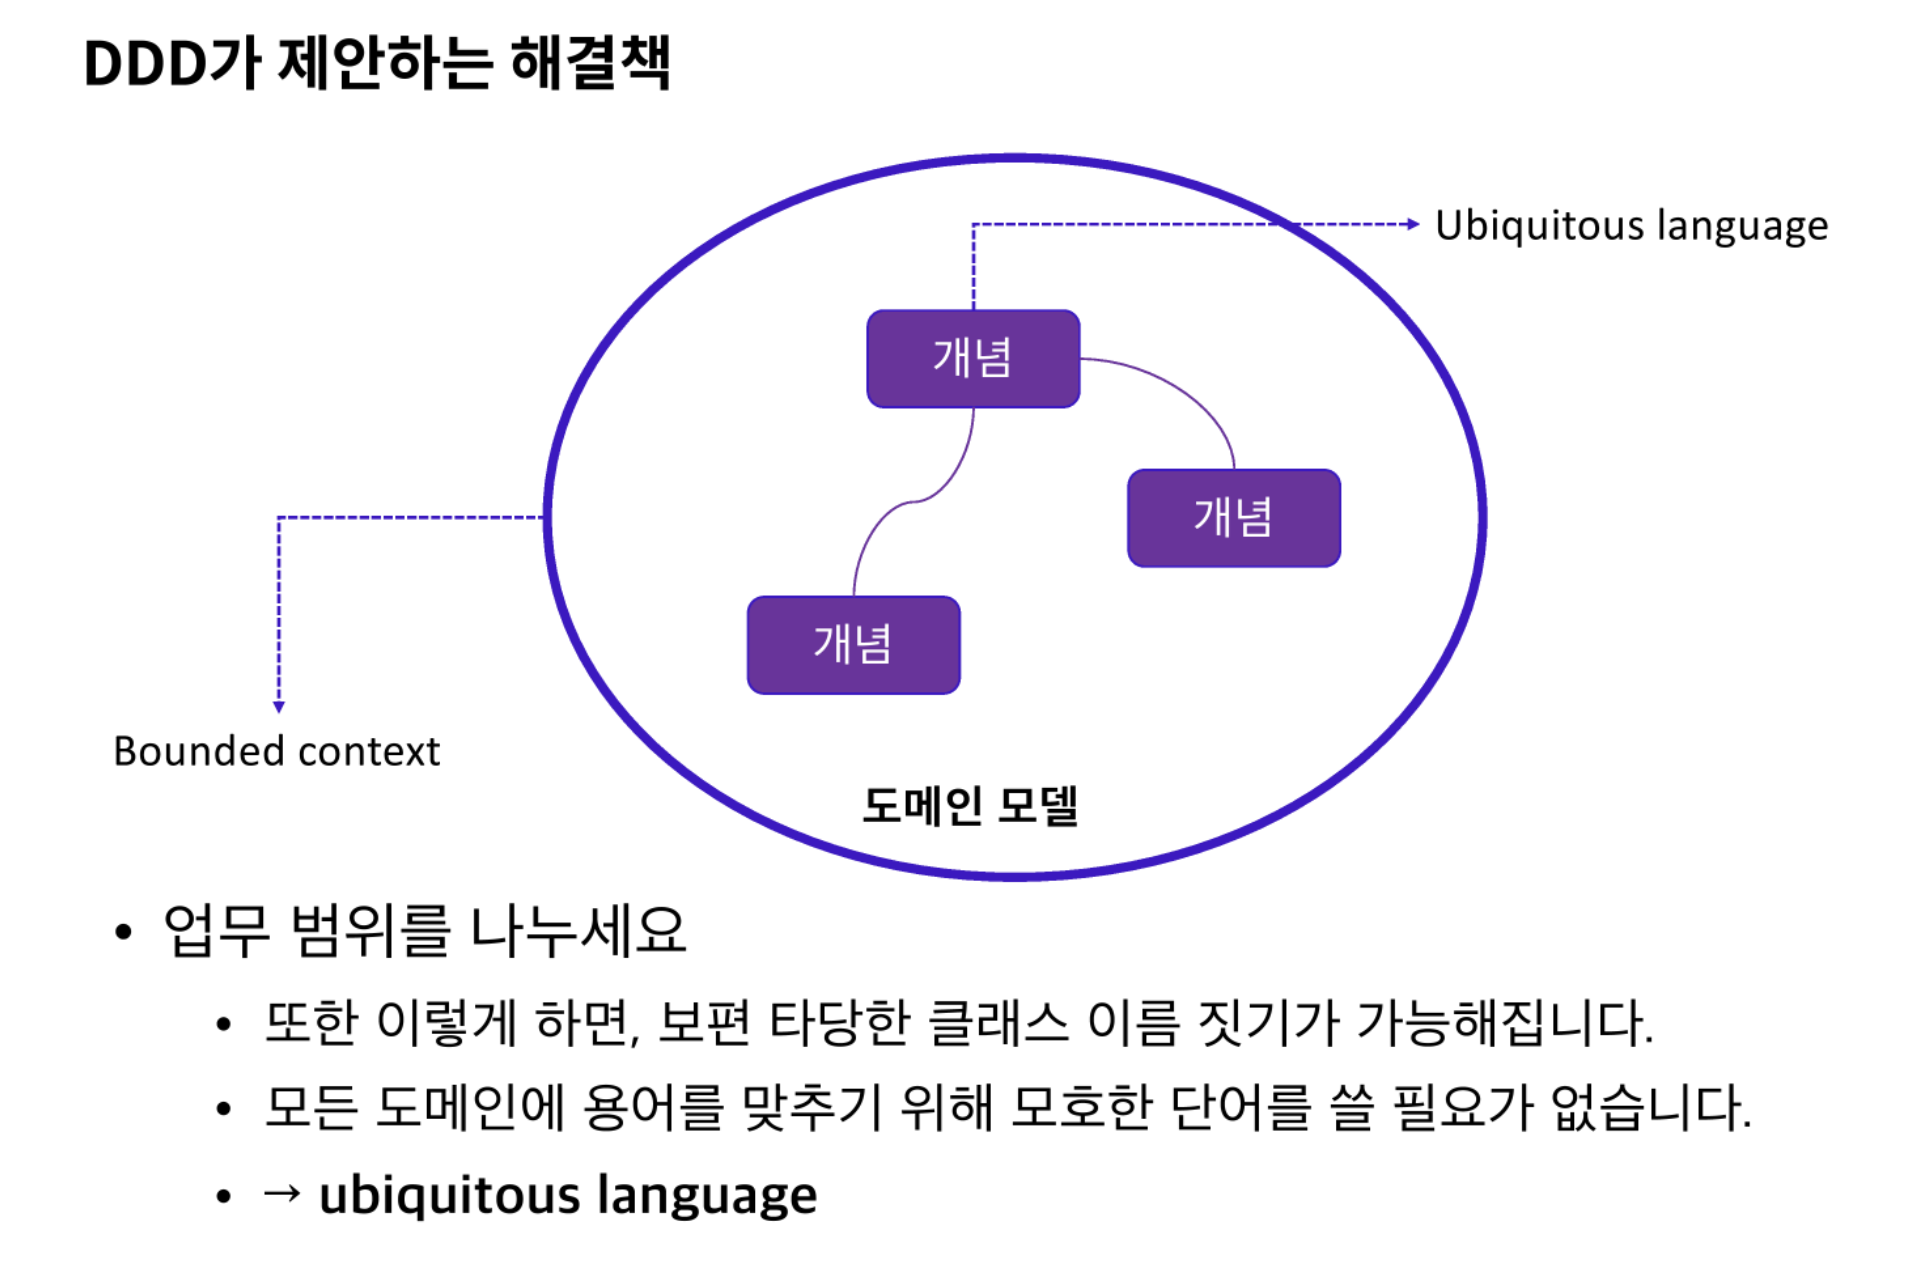 DDD가 제안하는 해결책
Ubiquitous language
개념
개념
개념
Bounded context
도메인 모델
• 업무 범위를 나누세요
• 또한 이렇게 하면, 보편 타당한 클래스 이름 짓기가 가능해집니다.
• 모든 도메인에 용어를 맞추기 위해 모호한 단어를 쓸 필요가 없습니다.
• → ubiquitous language